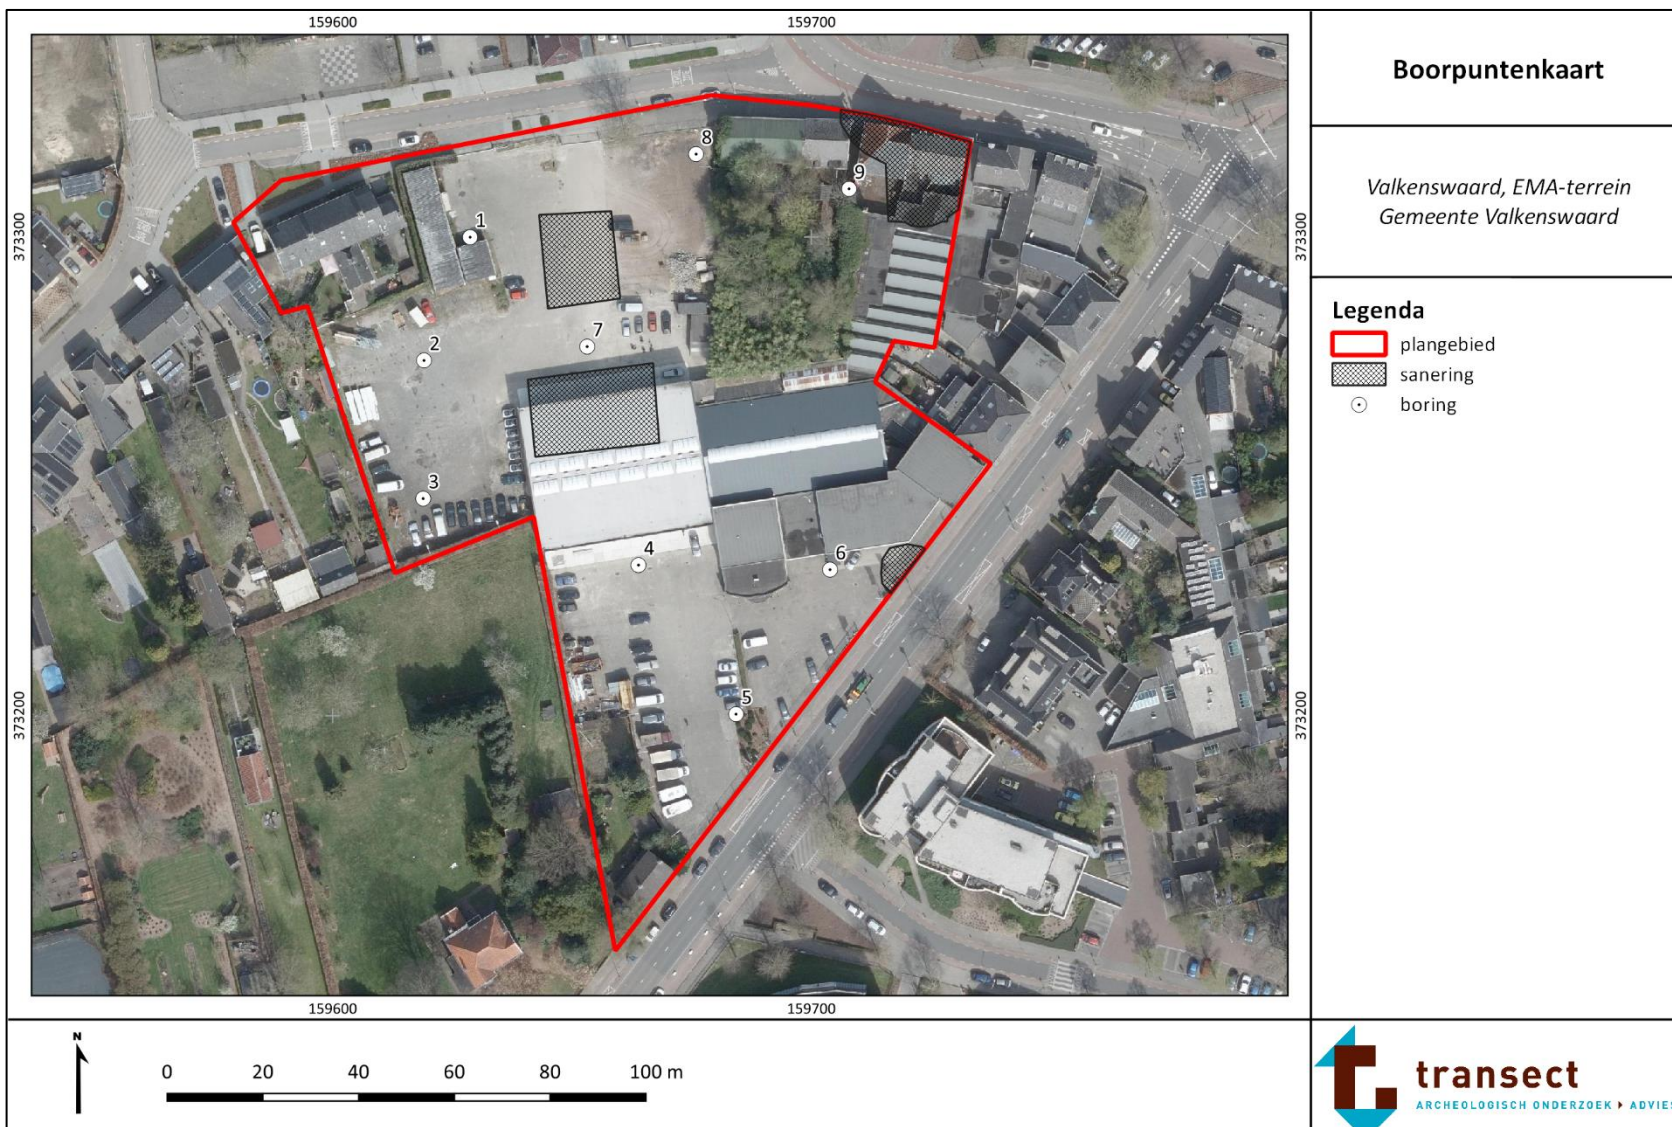 159600 159700
Boorpuntenkaart
Valkenswaard, EMA-terrein
Gemeente Valkenswaard
373300 373300
Legenda
plangebied
sanering
boring
8
9
1
2
7
3
4
6
5
373200 373200
159600 159700
N
0 20 40 60 80 100 m
transect
ARCHEOLOGISCH ONDERZOEK ADVIES